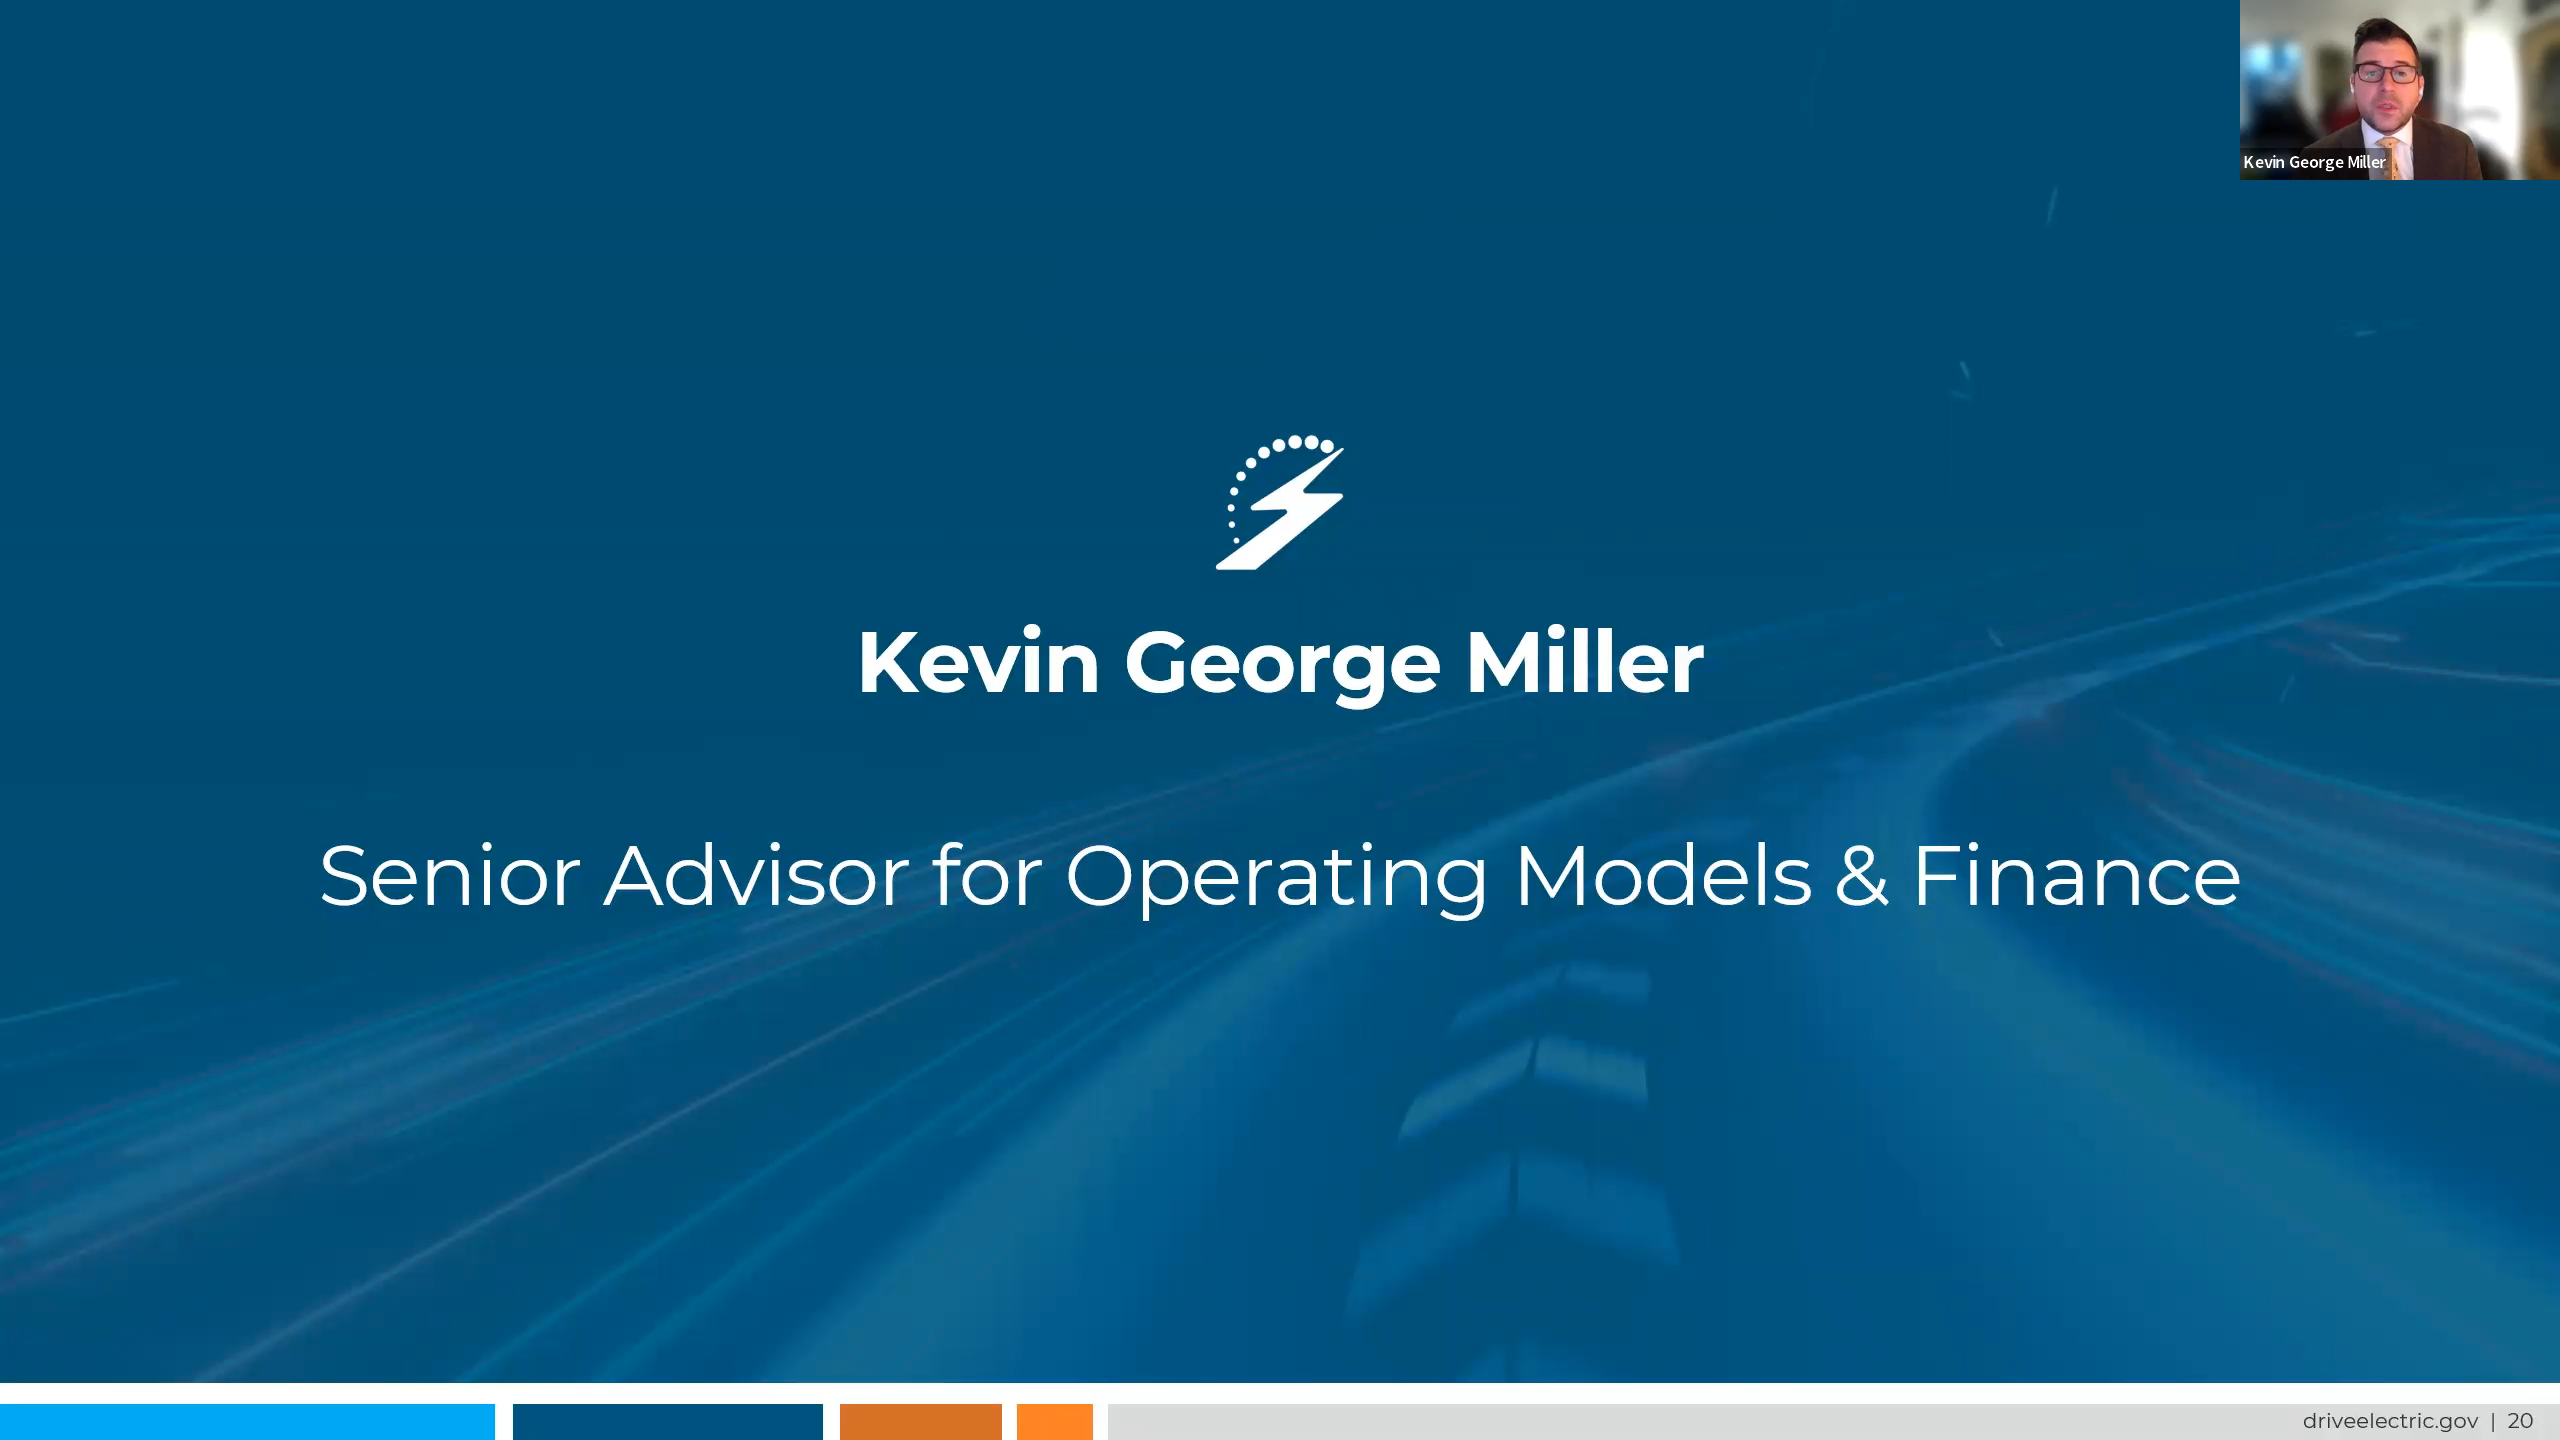 Kevin George Miller
Kevin George Miller
Senior Advisor for Operating Models & Finance
driveelectric.gov | 20